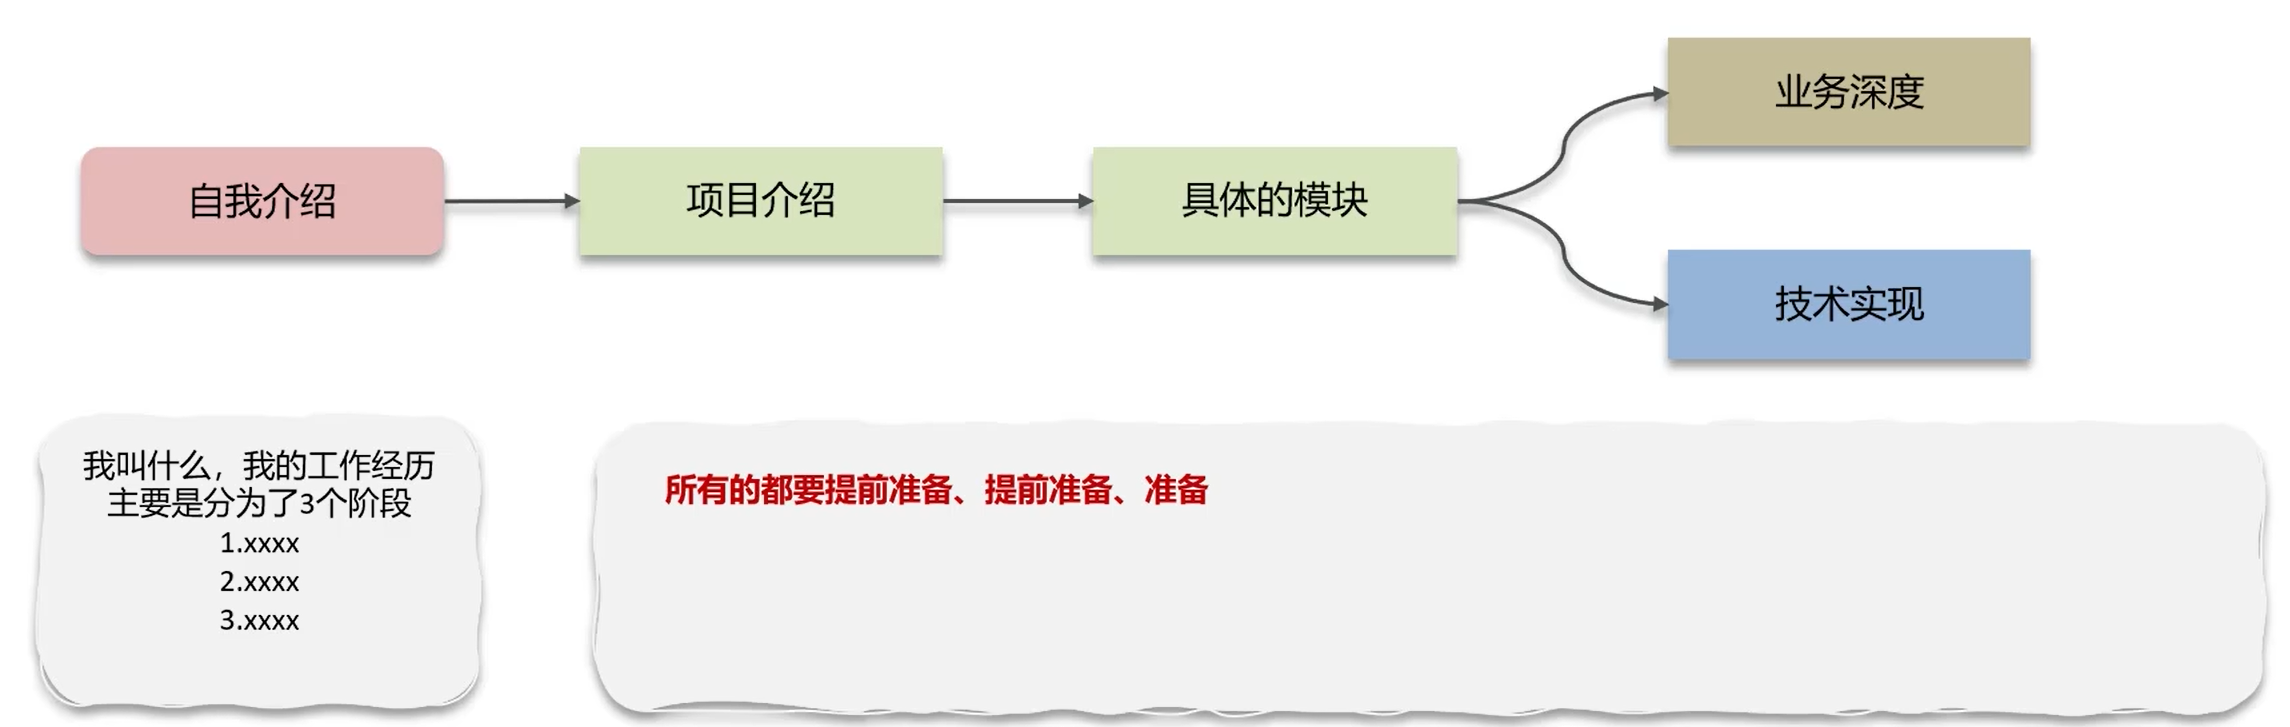 业务深度
自我介绍
项目介绍
具体的模块
技术实现
我叫什么，我的工作经历
主要是分为了3个阶段
1.xxxx
2.xxxx
3.xxxx
所有的都要提前准备、提前准备、准备